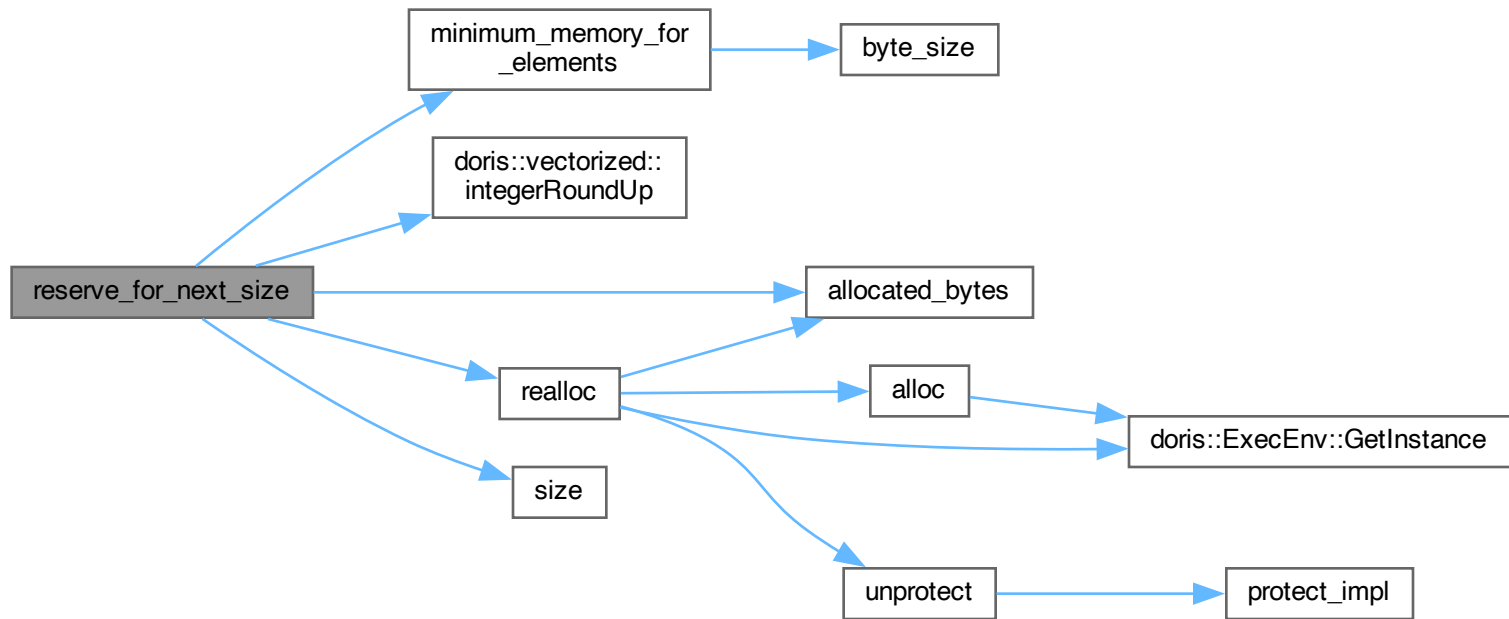 minimum_memory_for
_elements
byte_size
doris::vectorized::
integerRoundUp
reserve_for_next_size
allocated_bytes
realloc
alloc
doris::ExecEnv::GetInstance
size
unprotect
protect_impl